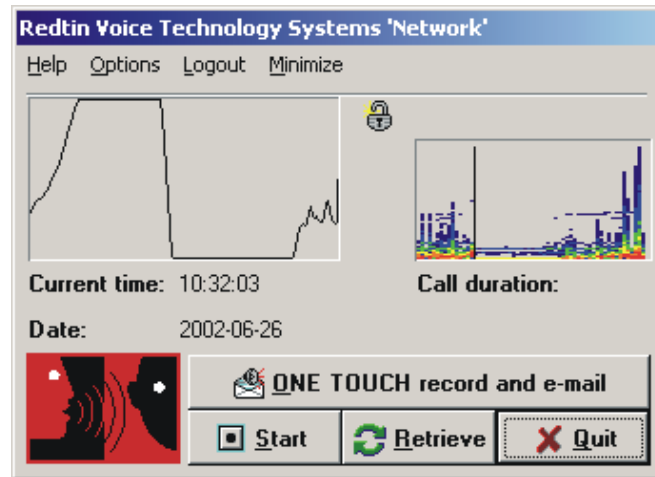 Redtin Voice Technology Systems 'Network'
Help Options Logout Minimize
Current time: 10:32:03 Call duration:
Date: 2002-06-26
ONE TOUCH record and e-mail
Start Retrieve Quit